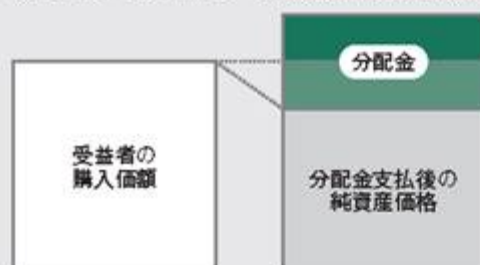 分配金
受益者の
購入価額
分配金支払後の
純資産価格